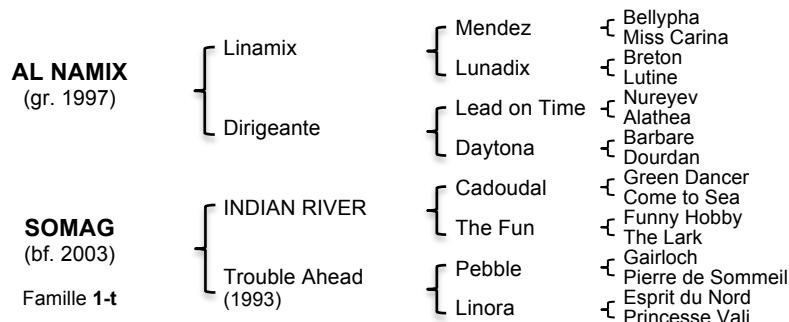 AL NAMIX
(gr. 1997)
Linamix
Dirigeante
Mendez
Lunadix
Lead on Time
Daytona
Bellypha
Miss Carina
Breton
Lutine
Nureyev
Alathea
Barbare
Dourdan
SOMAG
(bf. 2003)
Famille 1-t
INDIAN RIVER
Trouble Ahead
(1993)
Cadoudal
The Fun
Pebble
Linora
Green Dancer
Come to Sea
Funny Hobby
The Lark
Gairloch
Pierre de Sommeil
Esprit du Nord
Princesse Vali